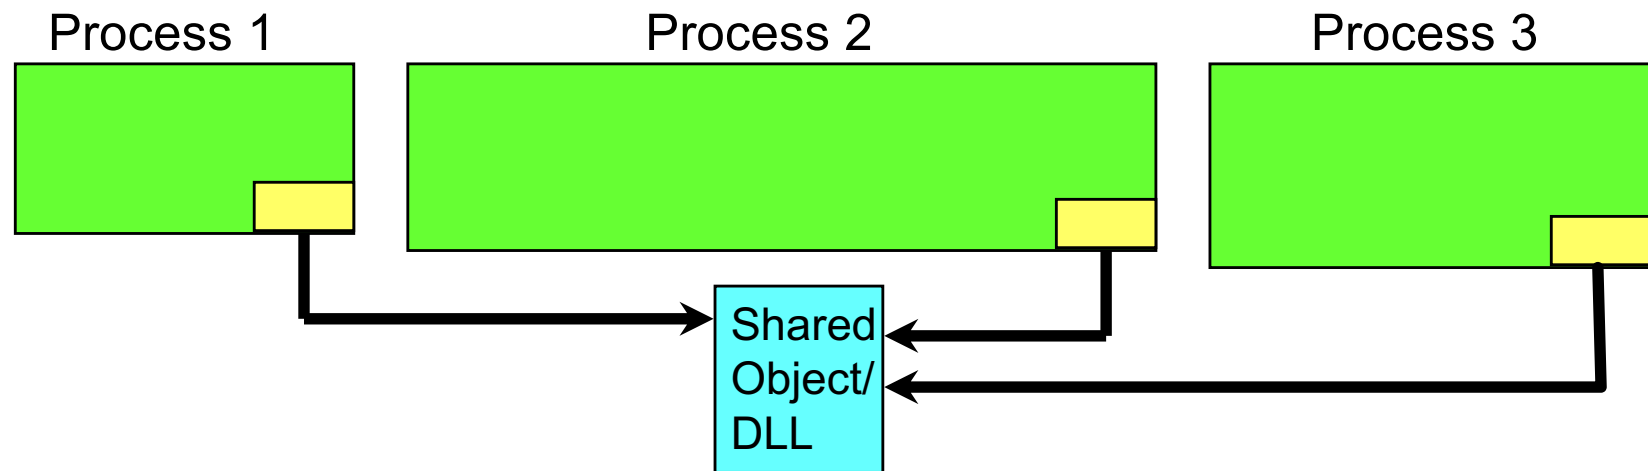 Process 1
Process 2
Process 3
Shared
Object/
DLL